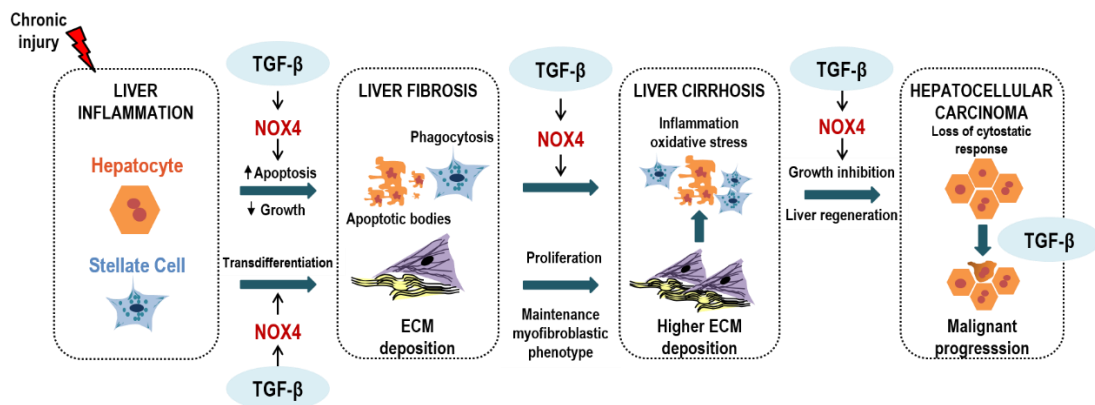 Chronic
injury
LIVER
INFLAMMATION
Hepatocyte
Stellate Cell
TGF-β
NOX4
Apoptosis
Growth
Transdifferentiation
NOX4
TGF-β
LIVER FIBROSIS
Phagocytosis
Apoptotic bodies
ECM
deposition
TGF-β
NOX4
Proliferation
Maintenance
myofibroblastic
phenotype
LIVER CIRRHOSIS
Inflammation
oxidative stress
Higher ECM
deposition
TGF-β
NOX4
Growth inhibition
Liver regeneration
HEPATOCELLULAR
CARCINOMA
Loss of cytostatic
response
TGF-β
Malignant
progresssion